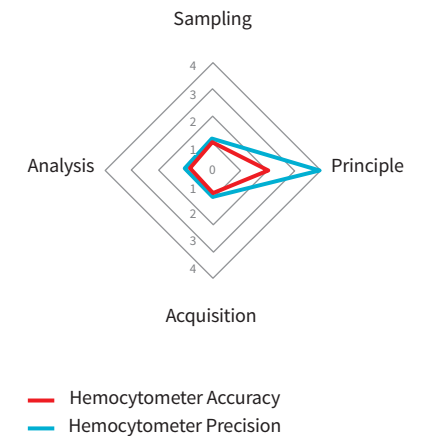 Sampling
4
3
2
1
Analysis
0
Principle
1
2
3
4
Acquisition
Hemocytometer Accuracy
Hemocytometer Precision